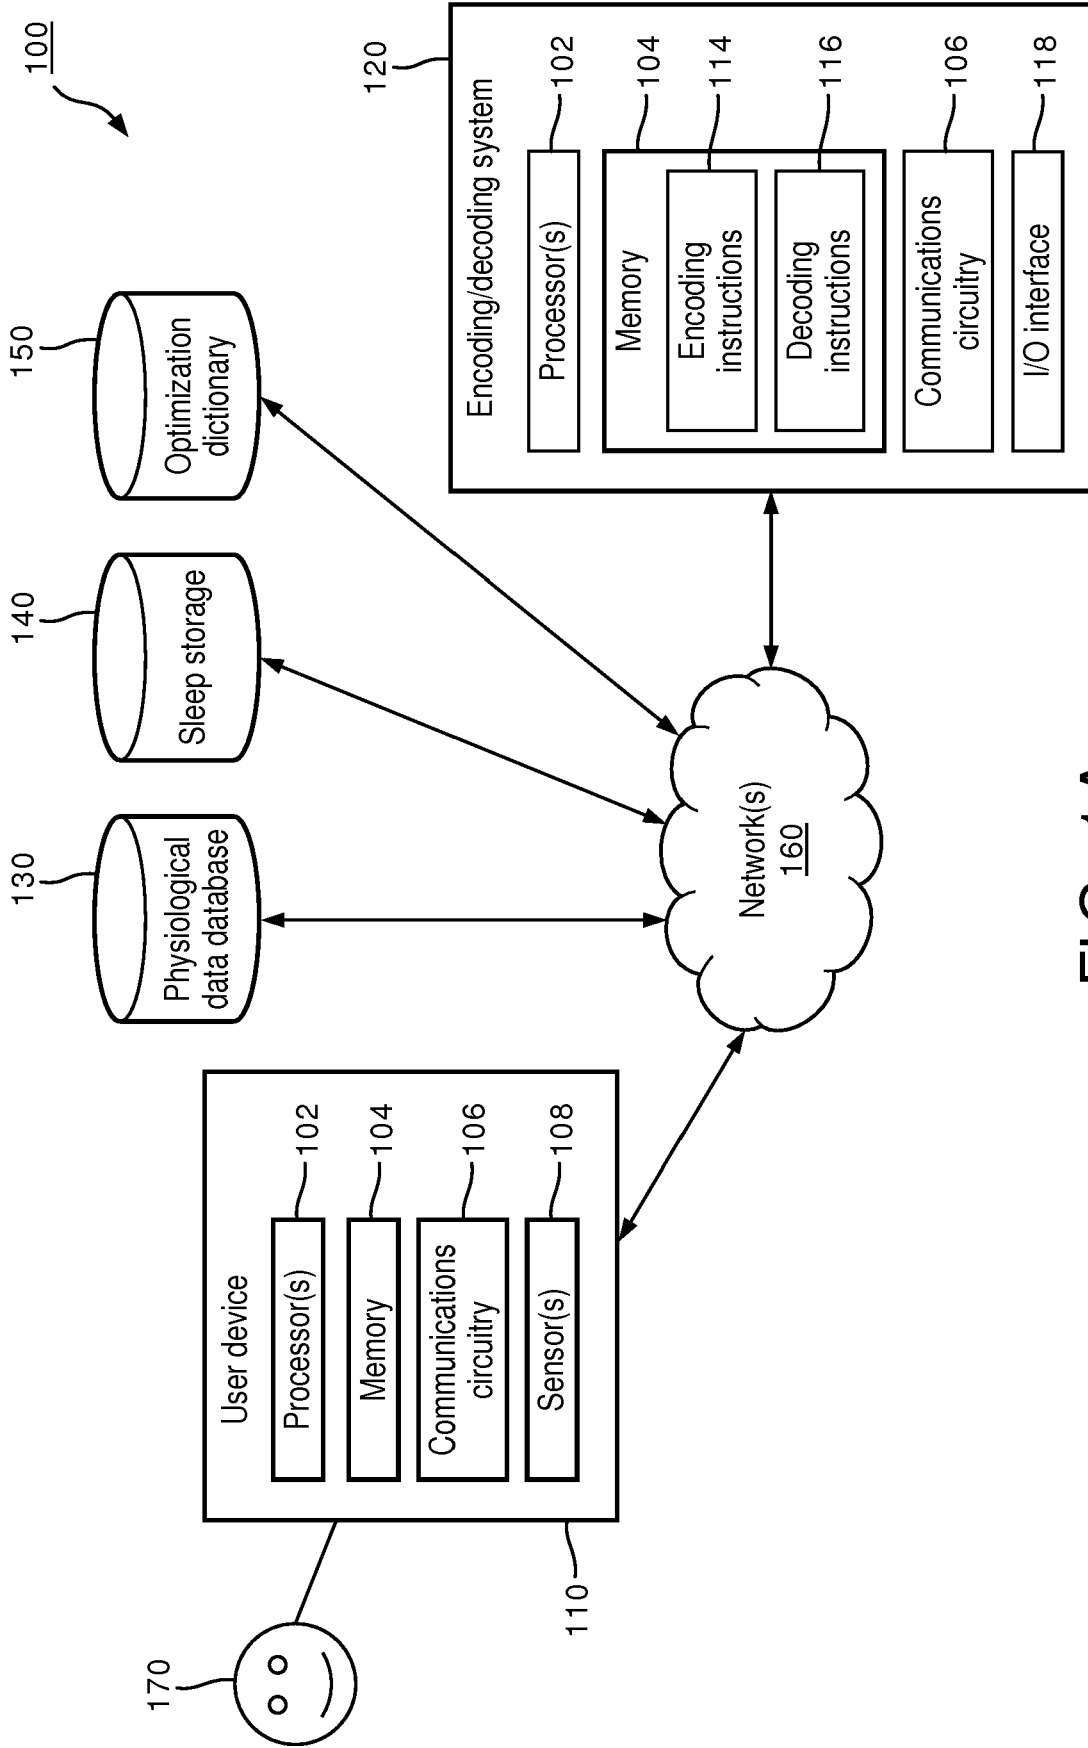 130
140
150
100
Physiological
data database
Sleep storage
Optimization
dictionary
170
User device
Processor(s)
102
Memory
104
Communications
circuitry
106
Sensor(s)
108
110
120
Encoding/decoding system
Processor(s)
102
Memory
104
Encoding
instructions
114
Decoding
instructions
116
Communications
circuitry
106
I/O interface
118
Network(s)
160
FIG. 1A